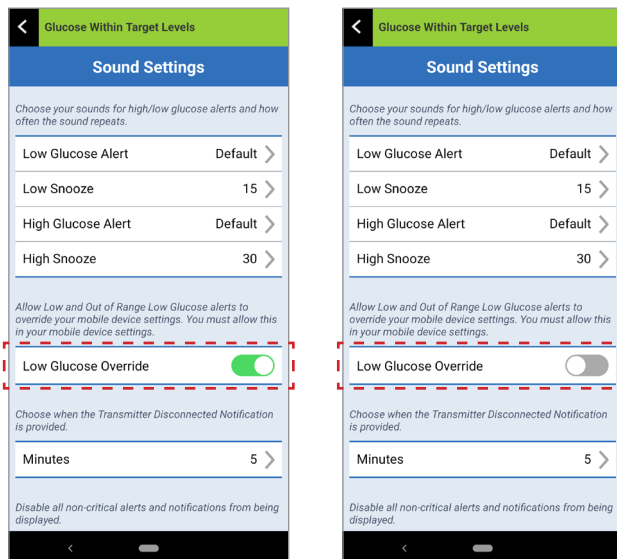 Glucose Within Target Levels
Sound Settings
Choose your sounds for high/low glucose alerts and how
often the sound repeats.
Low Glucose Alert Default
Low Snooze 15
High Glucose Alert Default
High Snooze 30
Allow Low and Out of Range Low Glucose alerts to
override your mobile device settings. You must allow this
in your mobile device settings.
Low Glucose Override
Choose when the Transmitter Disconnected Notification
is provided.
Minutes 5
Disable all non-critical alerts and notifications from being
displayed.
Glucose Within Target Levels
Sound Settings
Choose your sounds for high/low glucose alerts and how
often the sound repeats.
Low Glucose Alert Default
Low Snooze 15
High Glucose Alert Default
High Snooze 30
Allow Low and Out of Range Low Glucose alerts to
override your mobile device settings. You must allow this
in your mobile device settings.
Low Glucose Override
Choose when the Transmitter Disconnected Notification
is provided.
Minutes 5
Disable all non-critical alerts and notifications from being
displayed.